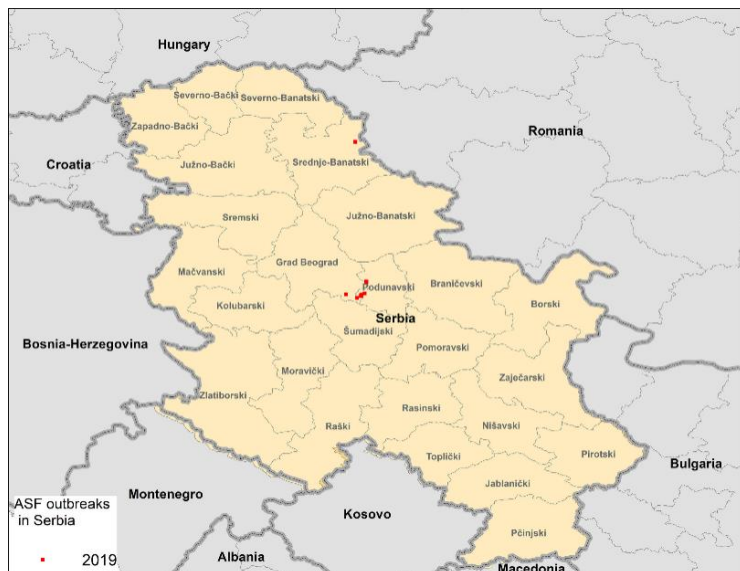 Hungary
Severno-Bački
Severno-Banatski
Zapadno-Bački
Romania
Croatia
Južno-Bački
Srednje-Banatski
Sremski
Južno-Banatski
Grad Beograd
Mačvanski
Podunavski
Braničevski
Kolubarski
Borski
Serbia
Šumadijski
Bosnia-Herzegovina
Pomoravski
Moravički
Zaječarski
Zlatiborski
Rasinski
Raški
Nišavski
Toplički
Pirotski
Bulgaria
Jablanički
Montenegro
Kosovo
ASF outbreaks
in Serbia
Pčinjski
2019
Albania
Macedonia